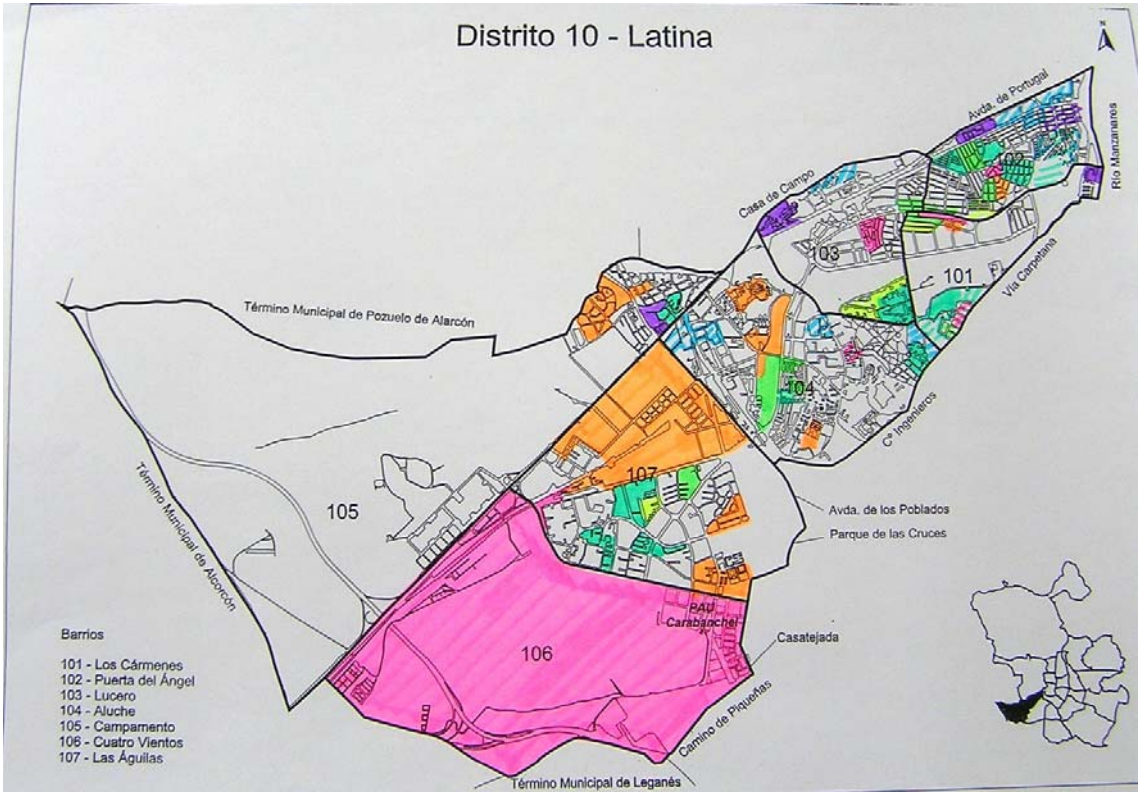 Distrito 10 - Latina
N
Avda. de Portugal
Río Manzanares
102
Casa de Campo
103
101
Vía Carpetana
Término Municipal de Pozuelo de Alarcón
104
Cº Ingenieros
107
105
Avda. de los Poblados
Parque de las Cruces
Término Municipal de Alcorcón
PAU
Carabanchel
Casatejada
106
Camino de Piqueñas
Término Municipal de Leganés
Barrios
101 - Los Cármenes
102 - Puerta del Ángel
103 - Lucero
104 - Aluche
105 - Campamento
106 - Cuatro Vientos
107 - Las Águilas